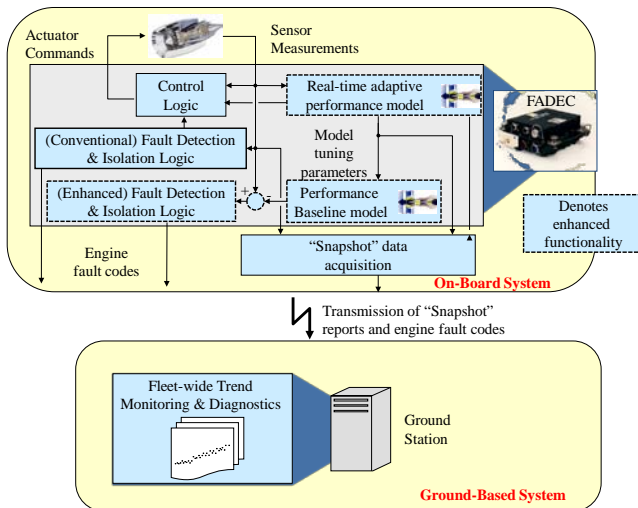 Actuator
Commands
Sensor
Measurements
Control
Logic
Real-time adaptive
performance model
FADEC
(Conventional) Fault Detection
& Isolation Logic
Model
tuning
parameters
(Enhanced) Fault Detection
& Isolation Logic
+
-
Performance
Baseline model
Denotes
enhanced
functionality
Engine
fault codes
“Snapshot” data
acquisition
On-Board System
Transmission of “Snapshot”
reports and engine fault codes
Fleet-wide Trend
Monitoring & Diagnostics
Ground
Station
Ground-Based System